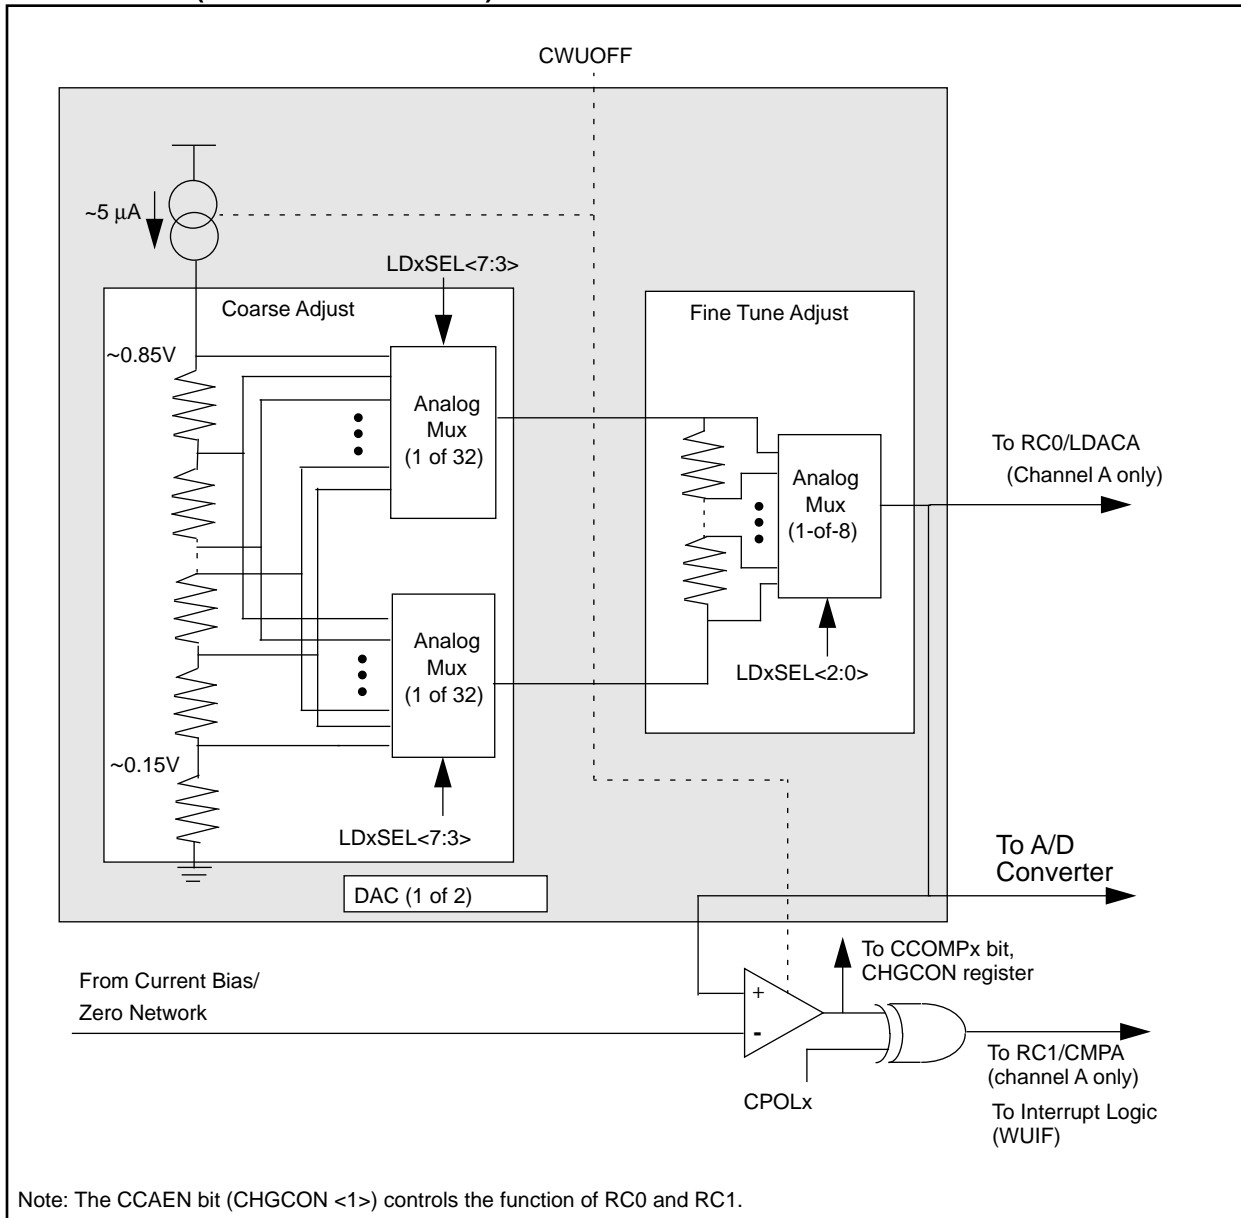 CWUOFF
~5 μA
LDxSEL<7:3>
Coarse Adjust
Fine Tune Adjust
~0.85V
Analog
Mux
(1 of 32)
Analog
Mux
(1-of-8)
To RC0/LDACA
(Channel A only)
Analog
Mux
(1 of 32)
LDxSEL<2:0>
~0.15V
LDxSEL<7:3>
To A/D
Converter
DAC (1 of 2)
To CCOMPx bit,
CHGCON register
From Current Bias/
Zero Network
+
-
CPOLx
To RC1/CMPA
(channel A only)
To Interrupt Logic
(WUIF)
Note: The CCAEN bit (CHGCON <1>) controls the function of RC0 and RC1.